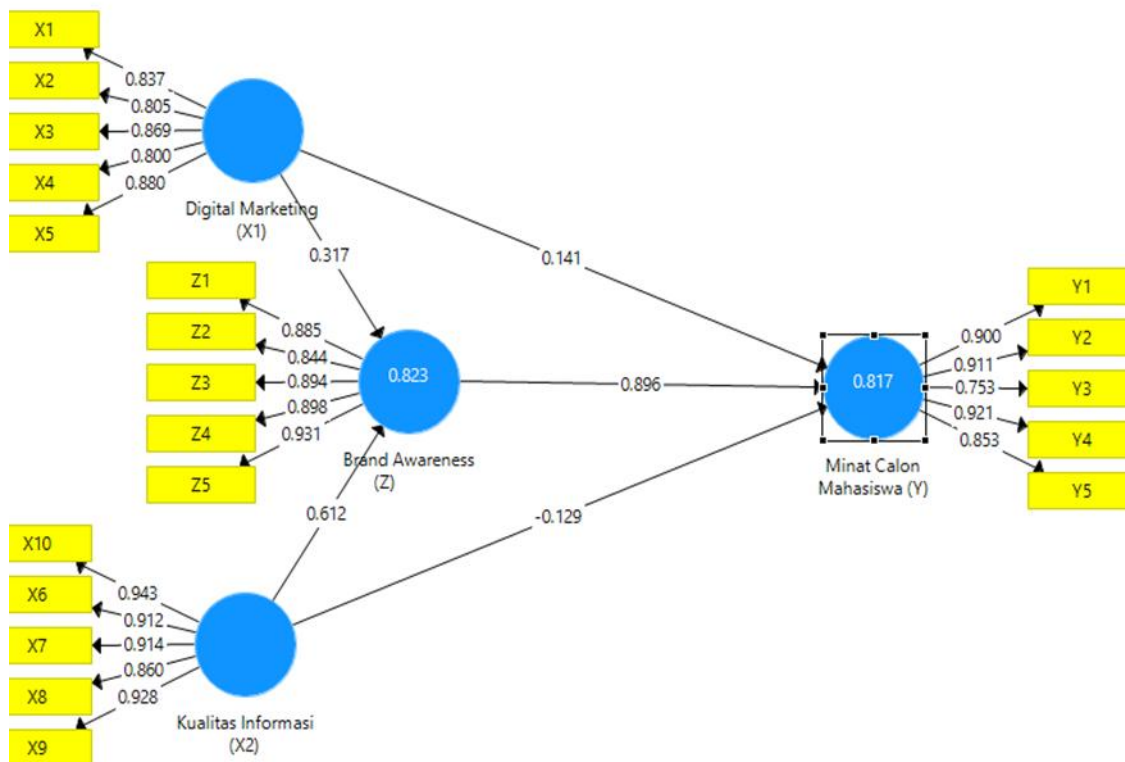 X1
X2
X3
X4
X5
0.837
0.805
0.869
0.800
0.880
Digital Marketing
(X1)
0.317
0.141
Z1
Z2
Z3
Z4
Z5
0.885
0.844
0.894
0.898
0.931
0.823
Brand Awareness
(Z)
0.896
0.817
Minat Calon
Mahasiswa (Y)
0.900
0.911
0.753
0.921
0.853
Y1
Y2
Y3
Y4
Y5
0.612
-0.129
X10
X6
X7
X8
X9
0.943
0.912
0.914
0.860
0.928
Kualitas Informasi
(X2)